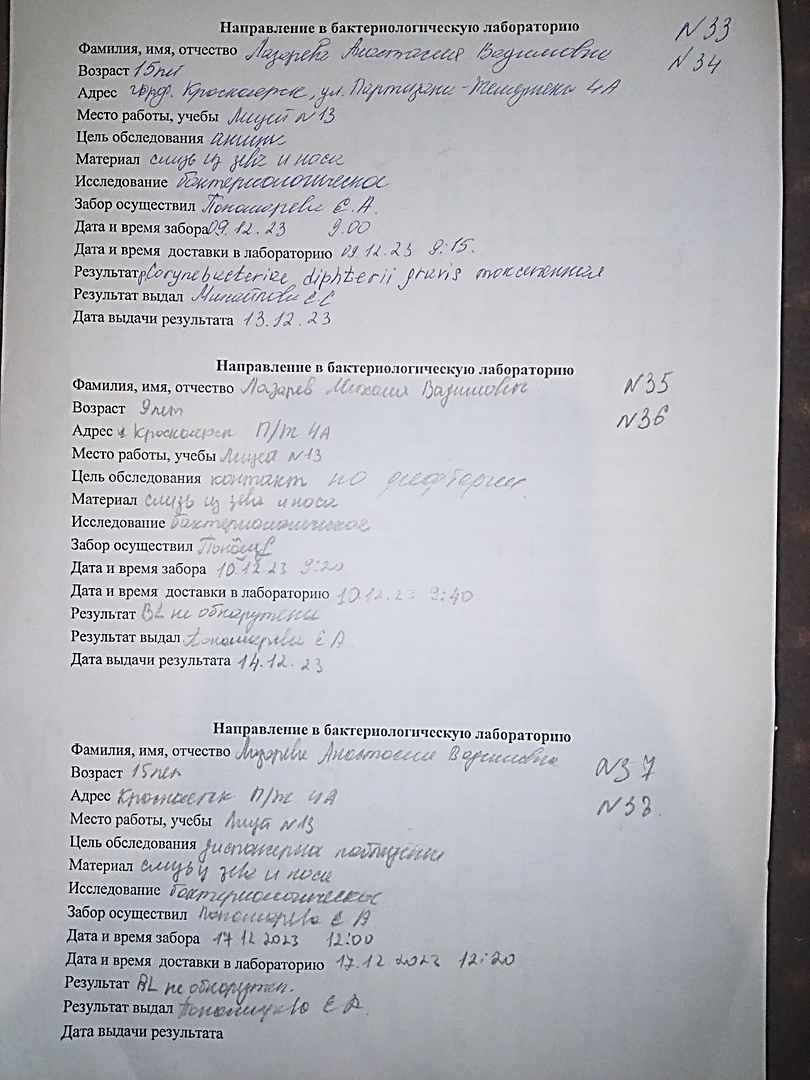 Направление в бактериологическую лабораторию
N33
Фамилия, имя, отчество Лазарева Анастасия Вадимовна
N34
Возраст 15лет
Адрес Красноярск, ул. Партизана-Железняка 4А
Место работы, учебы Лицей N13
Цель обследования ангины
Материал слизь из зева и носа
Исследование бактериологическое
Забор осуществил Пономарева Е.А.
Дата и время забора 09.12.23 9.00
Дата и время доставки в лабораторию 09.12.23 9:15.
Результат Corynebacteriae diphterii gravis токсигенная
Результат выдал
Дата выдачи результата 13.12.23
Направление в бактериологическую лабораторию
Фамилия, имя, отчество Лазарев Михаил Вадимович
N35
Возраст 9лет
N36
Адрес г Красноярск П/Ж 4А
Место работы, учебы Лицей N13
Цель обследования контакт по дифтерии
Материал слизь из зева и носа
Исследование бактериологическое
Забор осуществил
Дата и время забора 10.12.23 9:20
Дата и время доставки в лабораторию 10.12.23 9:40
Результат BL не обнаружены
Результат выдал Пономарева Е А
Дата выдачи результата 14.12.23
Направление в бактериологическую лабораторию
Фамилия, имя, отчество Лазарева Анастасия Вадимовна
N37
Возраст 15лет
Адрес Красноярск П/Ж 4А
N38
Место работы, учебы Лицей N13
Цель обследования
Материал слизь из зева и носа
Исследование бактериологическое
Забор осуществил Пономарева Е А
Дата и время забора 17 12 2023 12:00
Дата и время доставки в лабораторию 17.12 2023 12:20
Результат BL не обнаружен.
Результат выдал Пономарева Е А.
Дата выдачи результата